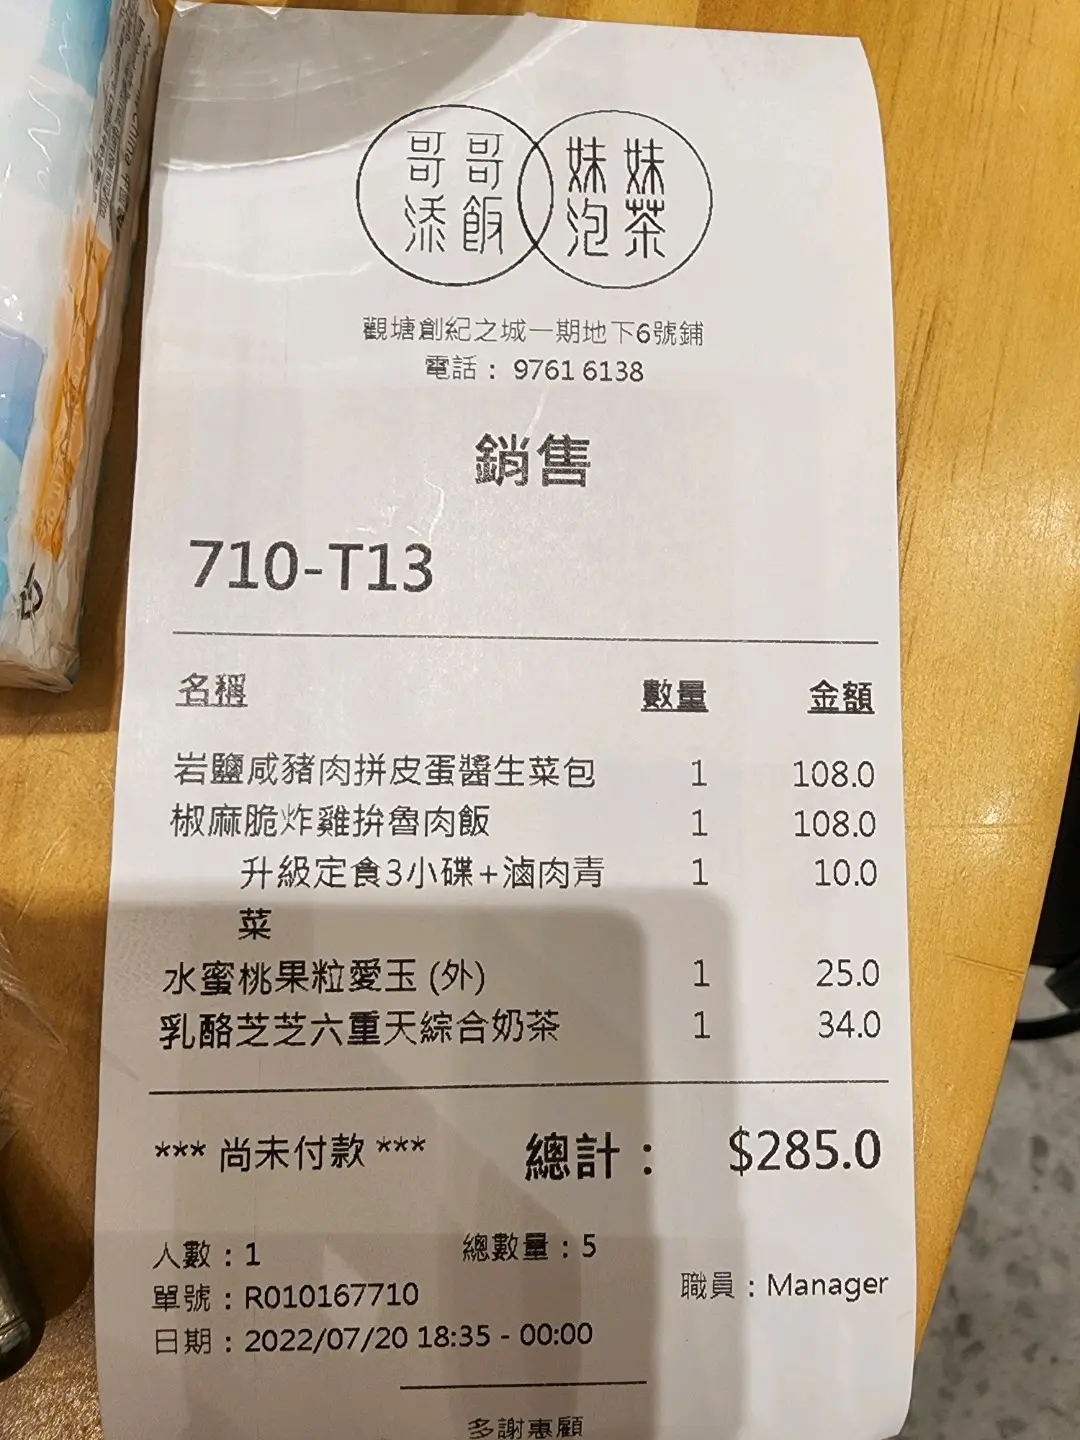 哥哥 妹妹
添飯 泡茶
觀塘創紀之城一期地下6號鋪
電話： 9761 6138
銷售
710-T13
名稱 數量 金額
岩鹽咸豬肉拼皮蛋醬生菜包 1 108.0
椒麻脆炸雞拚魯肉飯 1 108.0
升級定食3小碟+滷肉青 1 10.0
菜
水蜜桃果粒愛玉 (外) 1 25.0
乳酪芝芝六重天綜合奶茶 1 34.0
*** 尚未付款 *** 總計： $285.0
人數：1 總數量：5
單號：R010167710 職員：Manager
日期：2022/07/20 18:35 - 00:00
多謝惠顧
China